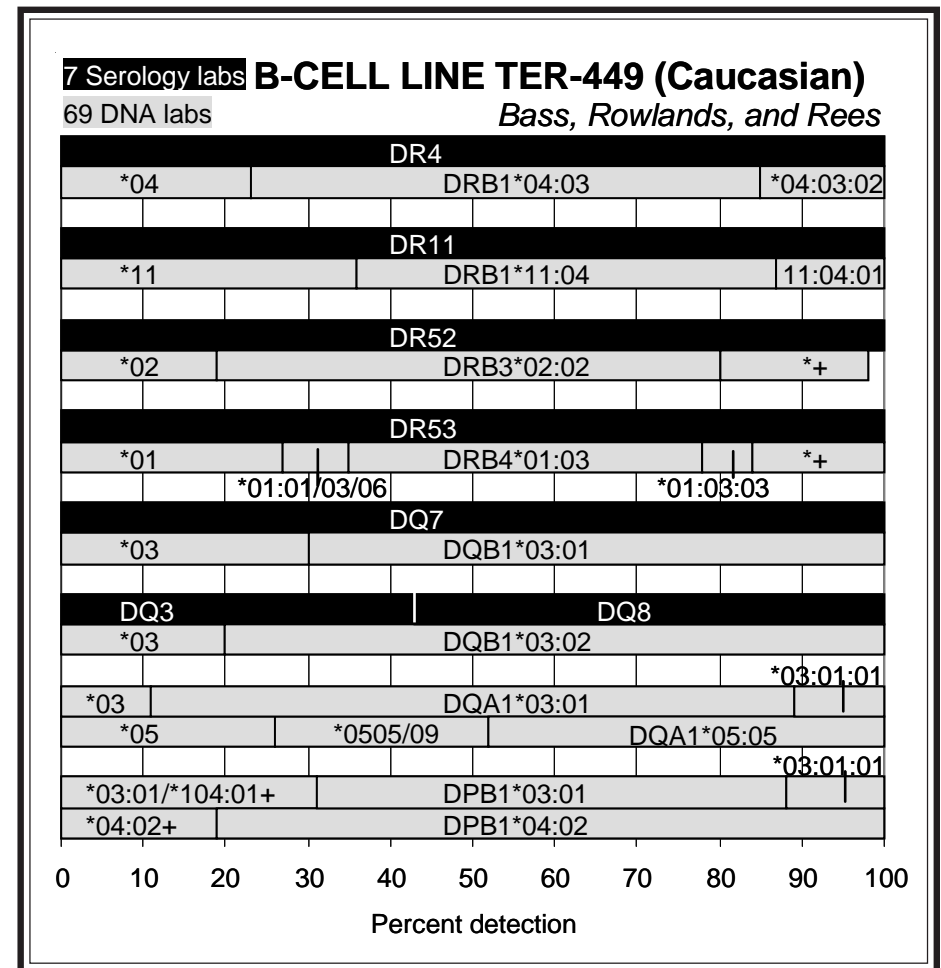 7 Serology labs B-CELL LINE TER-449 (Caucasian)
69 DNA labs Bass, Rowlands, and Rees
DR4
*04 DRB1*04:03 *04:03:02
DR11
*11 DRB1*11:04 11:04:01
DR52
*02 DRB3*02:02 *+
DR53
*01 DRB4*01:03 *+
*01:01/03/06 *01:03:03
DQ7
*03 DQB1*03:01
DQ3 DQ8
*03 DQB1*03:02
*03:01:01
*03 DQA1*03:01
*05 *0505/09 DQA1*05:05
*03:01:01
*03:01/*104:01+ DPB1*03:01
*04:02+ DPB1*04:02
0 10 20 30 40 50 60 70 80 90 100
Percent detection